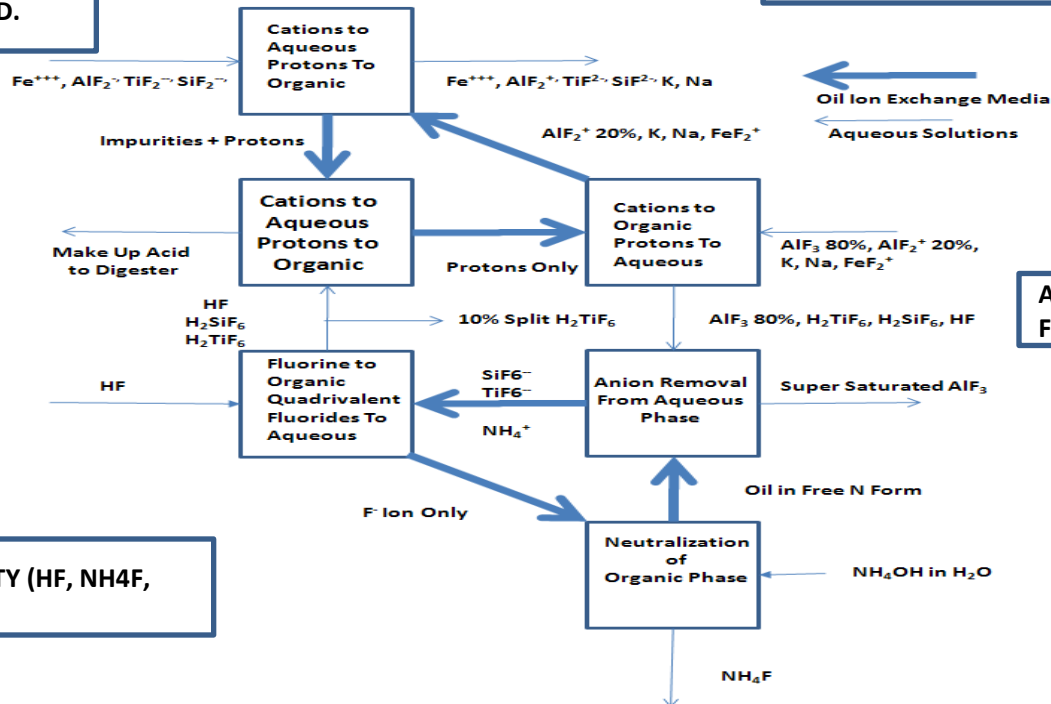 D.
Cations to
Aqueous
Protons To
Organic
Fe⁺⁺⁺, AlF₂⁻, TiF₂⁻⁻, SiF₂⁻⁻,
Fe⁺⁺⁺, AlF₂⁺, TiF²⁻, SiF²⁻, K, Na
Oil Ion Exchange Media
Aqueous Solutions
Impurities + Protons
AlF₂⁺ 20%, K, Na, FeF₂⁺
Cations to
Aqueous
Protons to
Organic
Cations to
Organic
Protons To
Aqueous
Make Up Acid
to Digester
Protons Only
AlF₃ 80%, AlF₂⁺ 20%,
K, Na, FeF₂⁺
A
F
HF
H₂SiF₆
H₂TiF₆
10% Split H₂TiF₆
AlF₃ 80%, H₂TiF₆, H₂SiF₆, HF
HF
Fluorine to
Organic
Quadrivalent
Fluorides To
Aqueous
SiF6⁻⁻
TiF6⁻⁻
NH₄⁺
Anion Removal
From Aqueous
Phase
Super Saturated AlF₃
F⁻ Ion Only
Oil in Free N Form
TY (HF, NH4F,
Neutralization
of
Organic Phase
NH₄OH in H₂O
NH₄F